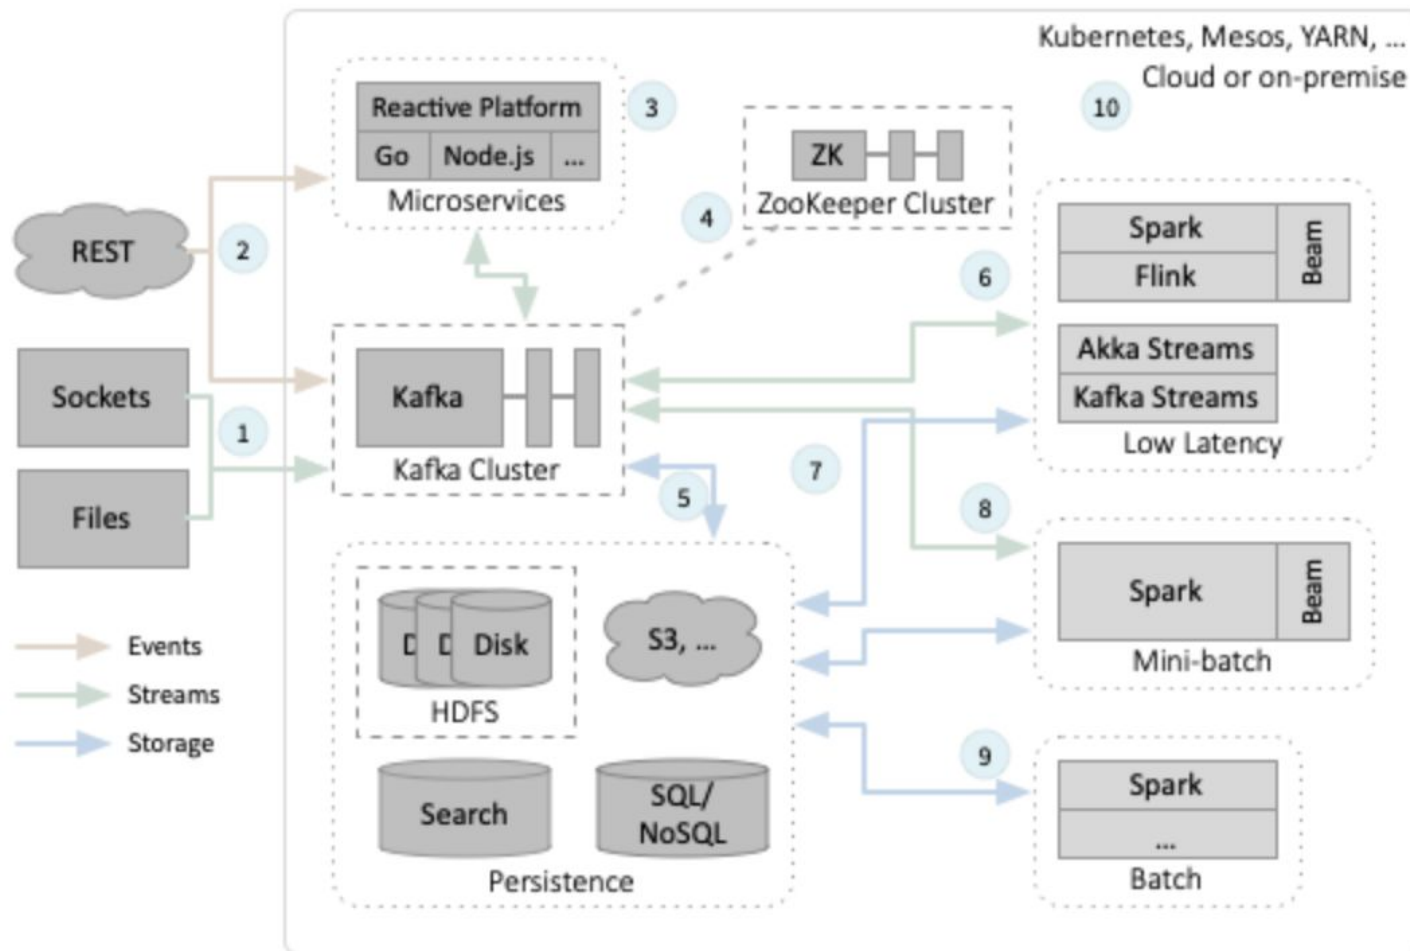 Kubernetes, Mesos, YARN, ...
Cloud or on-premise
10
Reactive Platform
Go
Node.js
...
Microservices
3
ZK
ZooKeeper Cluster
4
REST
2
Sockets
Files
1
Kafka
Kafka Cluster
5
6
Spark
Flink
Beam
Akka Streams
Kafka Streams
Low Latency
7
8
Spark
Beam
Mini-batch
9
Spark
...
Batch
D
D
Disk
HDFS
S3, ...
Search
SQL/
NoSQL
Persistence
Events
Streams
Storage